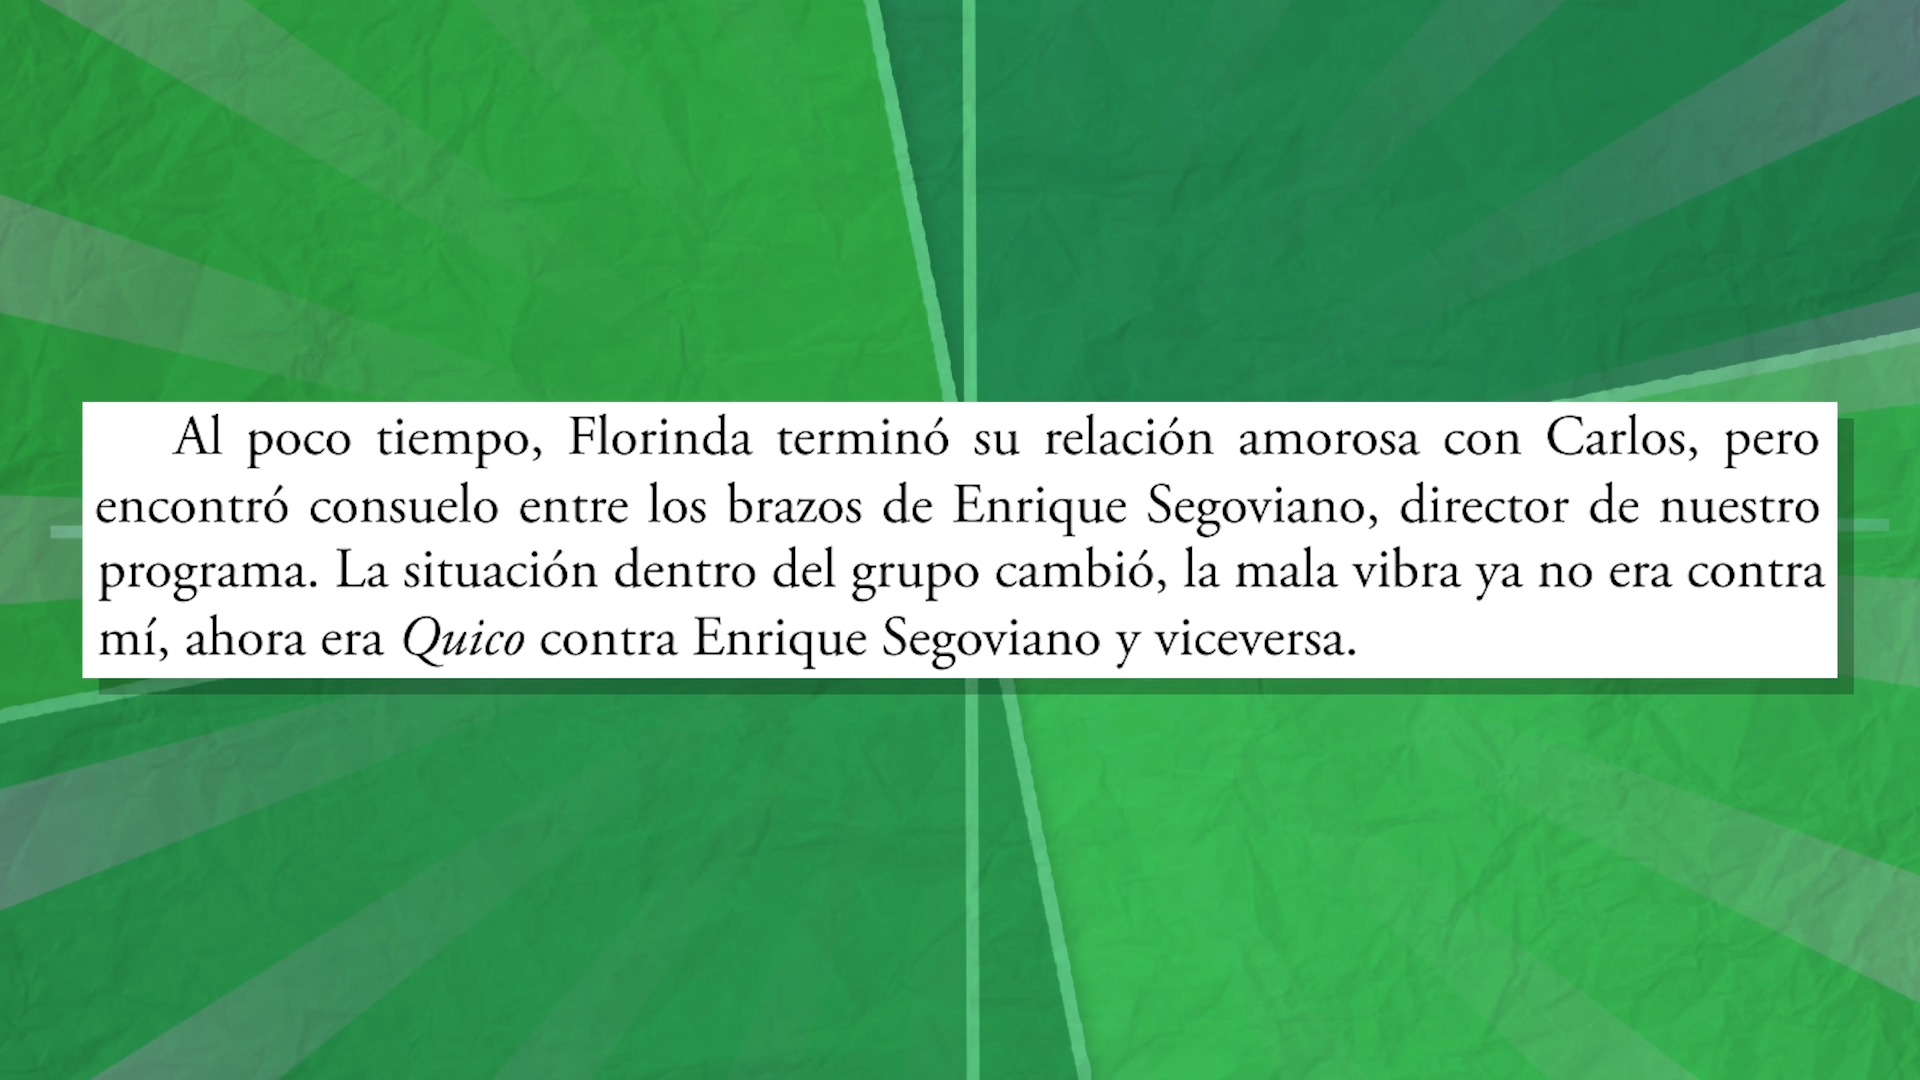 Al poco tiempo, Florinda terminó su relación amorosa con Carlos, pero
encontró consuelo entre los brazos de Enrique Segoviano, director de nuestro
programa. La situación dentro del grupo cambió, la mala vibra ya no era contra
mí, ahora era Quico contra Enrique Segoviano y viceversa.